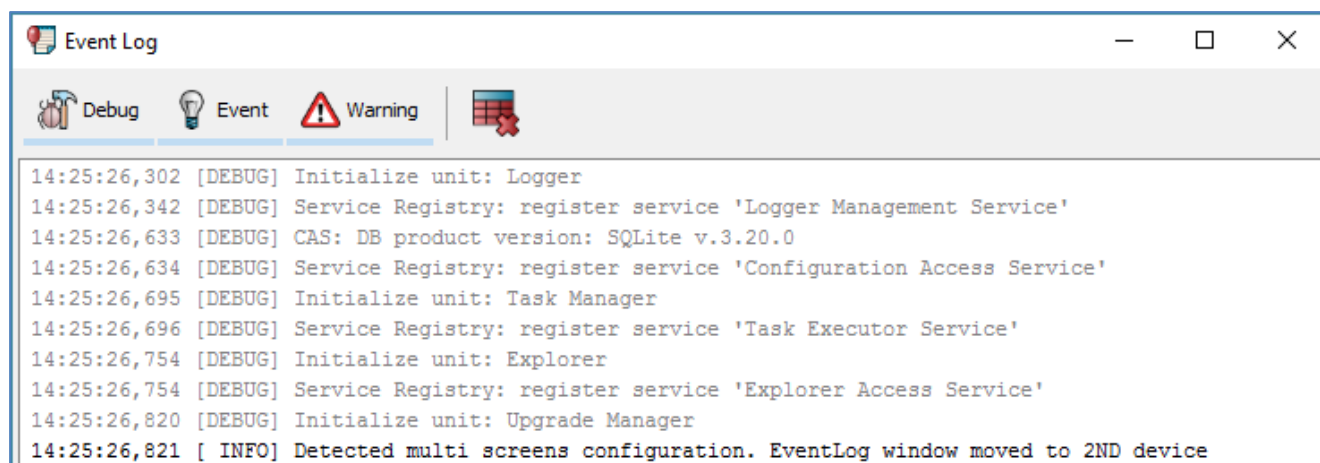 Event Log
Debug Event Warning
14:25:26,302 [DEBUG] Initialize unit: Logger
14:25:26,342 [DEBUG] Service Registry: register service 'Logger Management Service'
14:25:26,633 [DEBUG] CAS: DB product version: SQLite v.3.20.0
14:25:26,634 [DEBUG] Service Registry: register service 'Configuration Access Service'
14:25:26,695 [DEBUG] Initialize unit: Task Manager
14:25:26,696 [DEBUG] Service Registry: register service 'Task Executor Service'
14:25:26,754 [DEBUG] Initialize unit: Explorer
14:25:26,754 [DEBUG] Service Registry: register service 'Explorer Access Service'
14:25:26,820 [DEBUG] Initialize unit: Upgrade Manager
14:25:26,821 [ INFO] Detected multi screens configuration. EventLog window moved to 2ND device